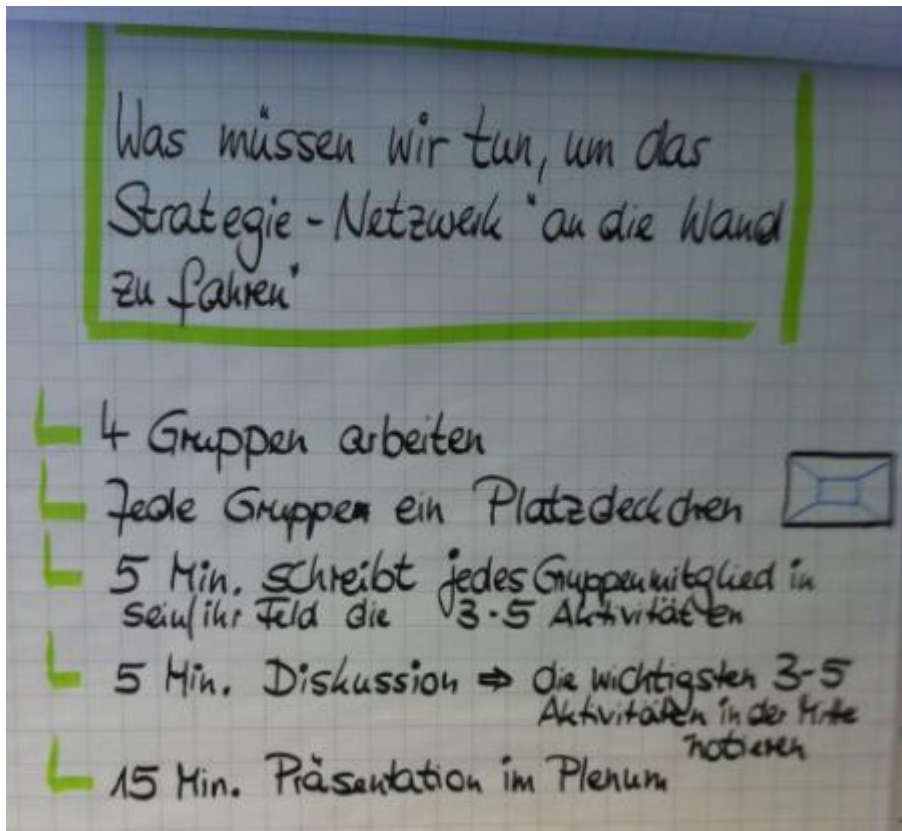 Was müssen wir tun, um das
Strategie-Netzwerk "an die Wand
zu fahren"
4 Gruppen arbeiten
Jede Gruppen ein Platzdeckchen
5 Min. schreibt jedes Gruppenmitglied in
sein/ihr Feld die 3-5 Aktivitäten
5 Min. Diskussion ⇒ die wichtigsten 3-5
Aktivitäten in der Mitte
notieren
15 Min. Präsentation im Plenum